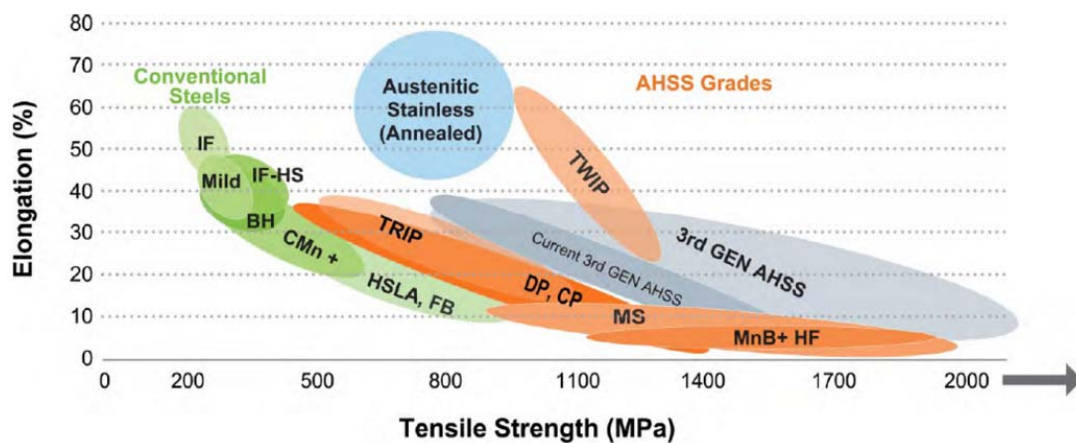 80
70
60
50
40
30
20
10
0
Elongation (%)
Conventional
Steels
IF
Mild
IF-HS
BH
CMn +
HSLA, FB
Austenitic
Stainless
(Annealed)
AHSS Grades
TWIP
TRIP
DP, CP
Current 3rd GEN AHSS
3rd GEN AHSS
MS
MnB+ HF
0 200 500 800 1100 1400 1700 2000
Tensile Strength (MPa)